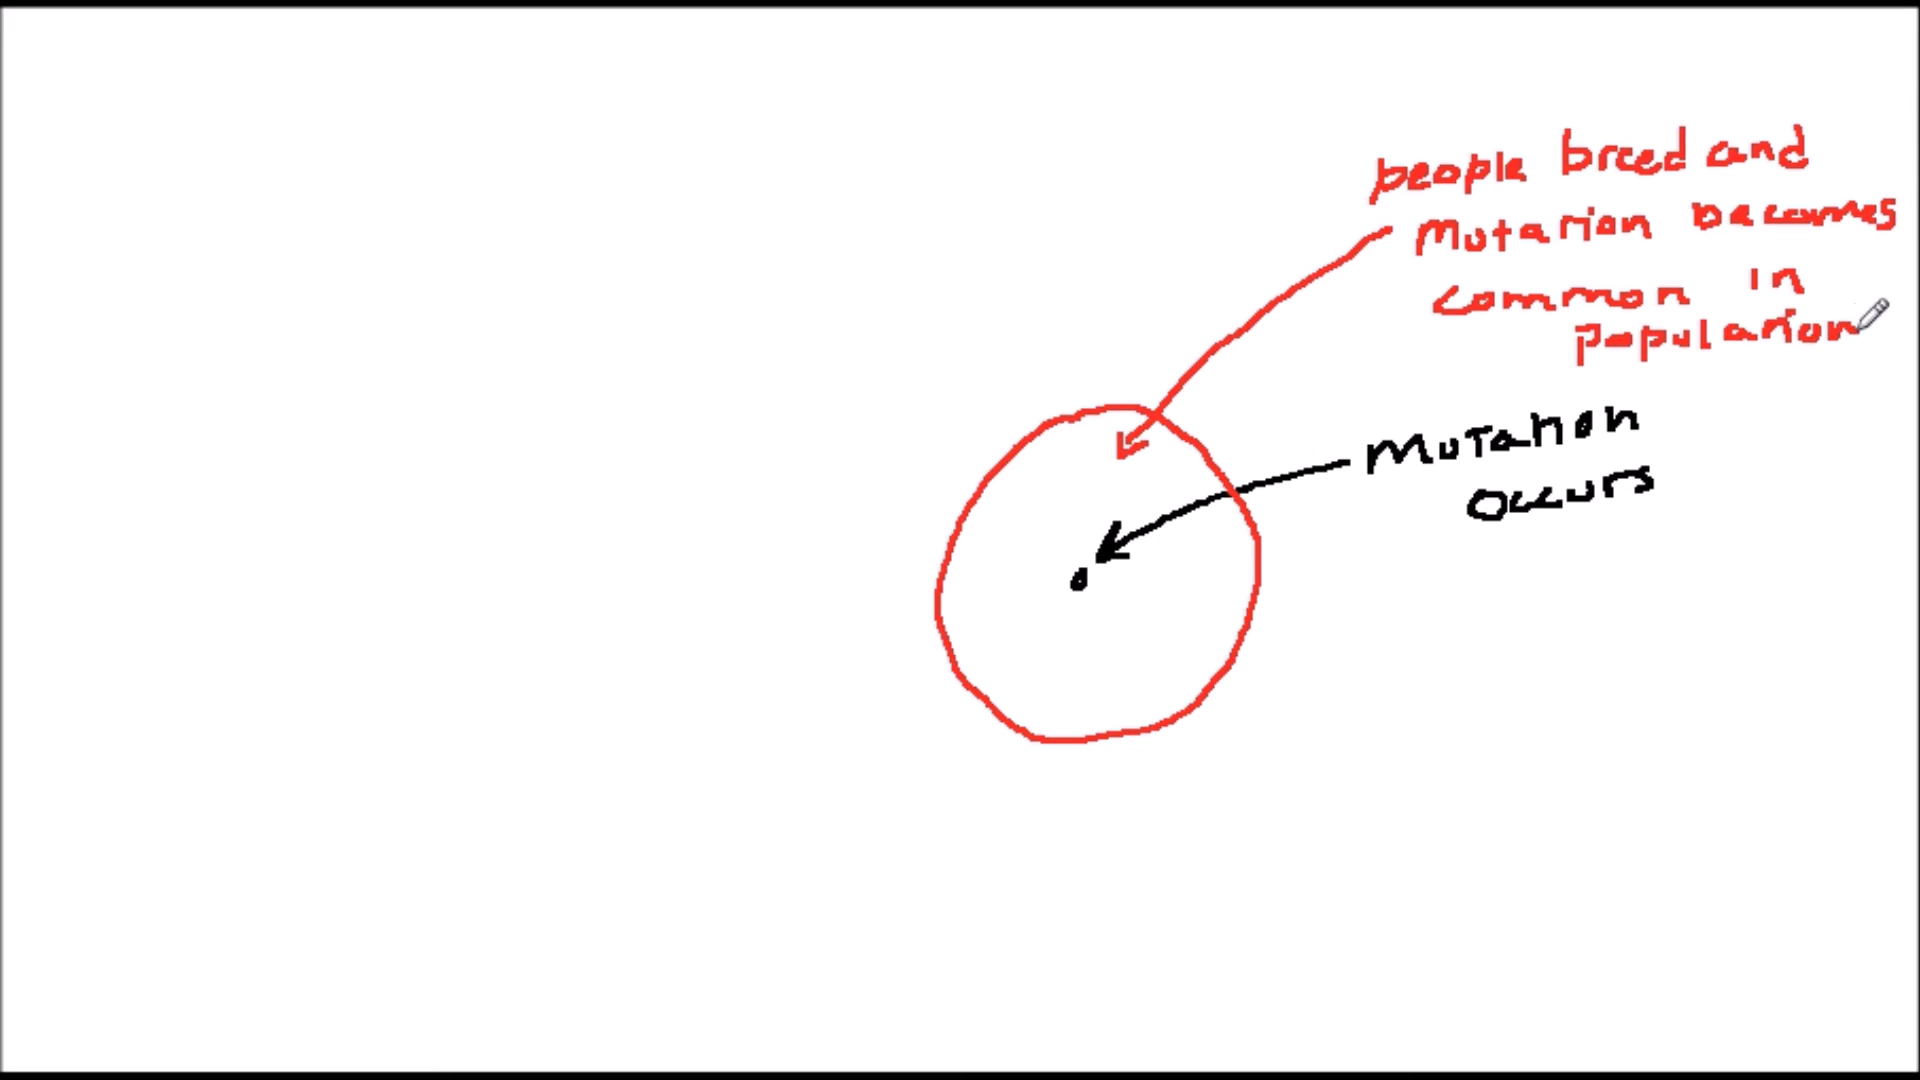 people breed and
mutation becomes
common in
population
Mutation
occurs